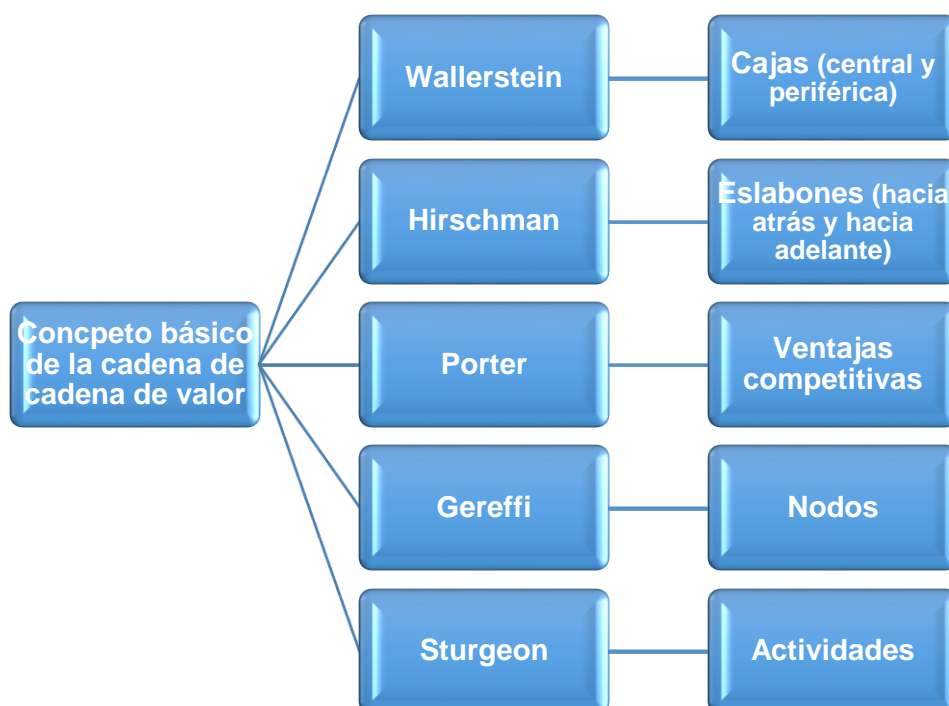 Wallerstein
Cajas (central y
periférica)
Hirschman
Eslabones (hacia
atrás y hacia
adelante)
Concpeto básico
de la cadena de
cadena de valor
Porter
Ventajas
competitivas
Gereffi
Nodos
Sturgeon
Actividades